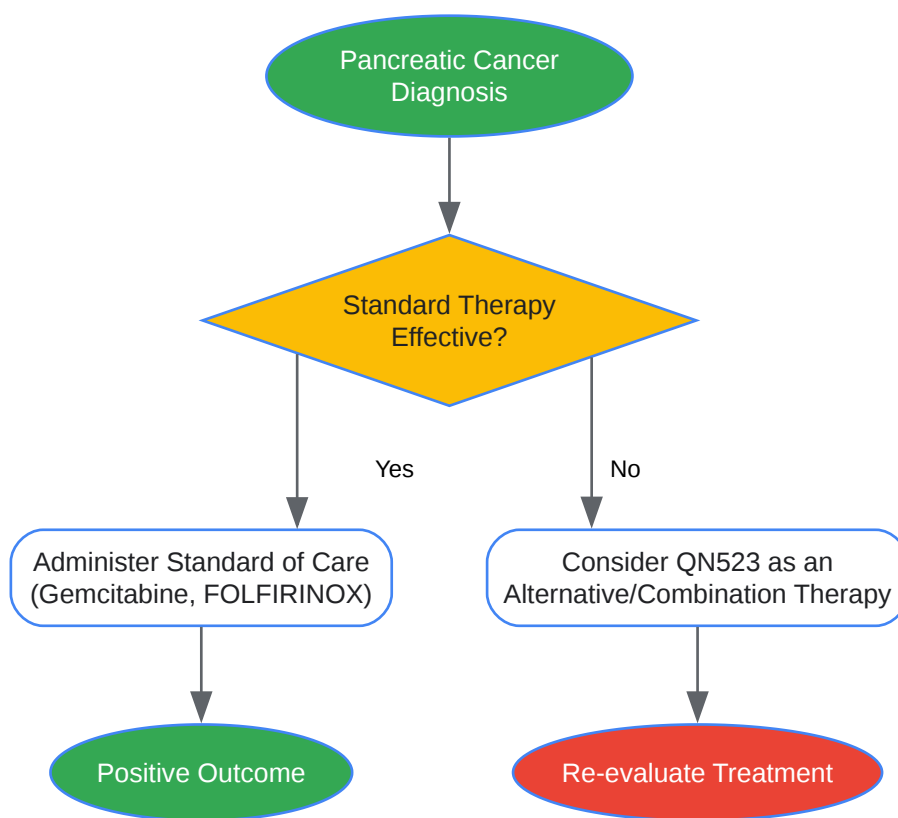 Pancreatic Cancer
Diagnosis
Standard Therapy
Effective?
Yes
No
Administer Standard of Care
(Gemcitabine, FOLFIRINOX)
Consider QN523 as an
Alternative/Combination Therapy
Positive Outcome
Re-evaluate Treatment